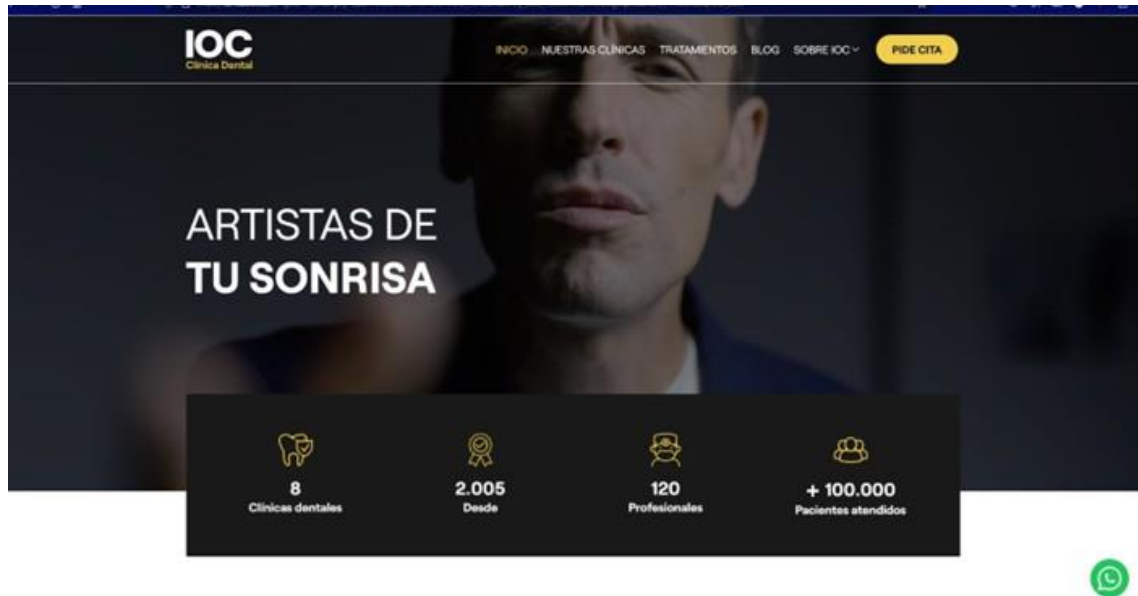 IOC
Clínica Dental
INICIO NUESTRAS CLÍNICAS TRATAMIENTOS BLOG SOBRE IOC PIDE CITA
ARTISTAS DE
TU SONRISA
8
Clínicas dentales
2.005
Desde
120
Profesionales
+ 100.000
Pacientes atendidos